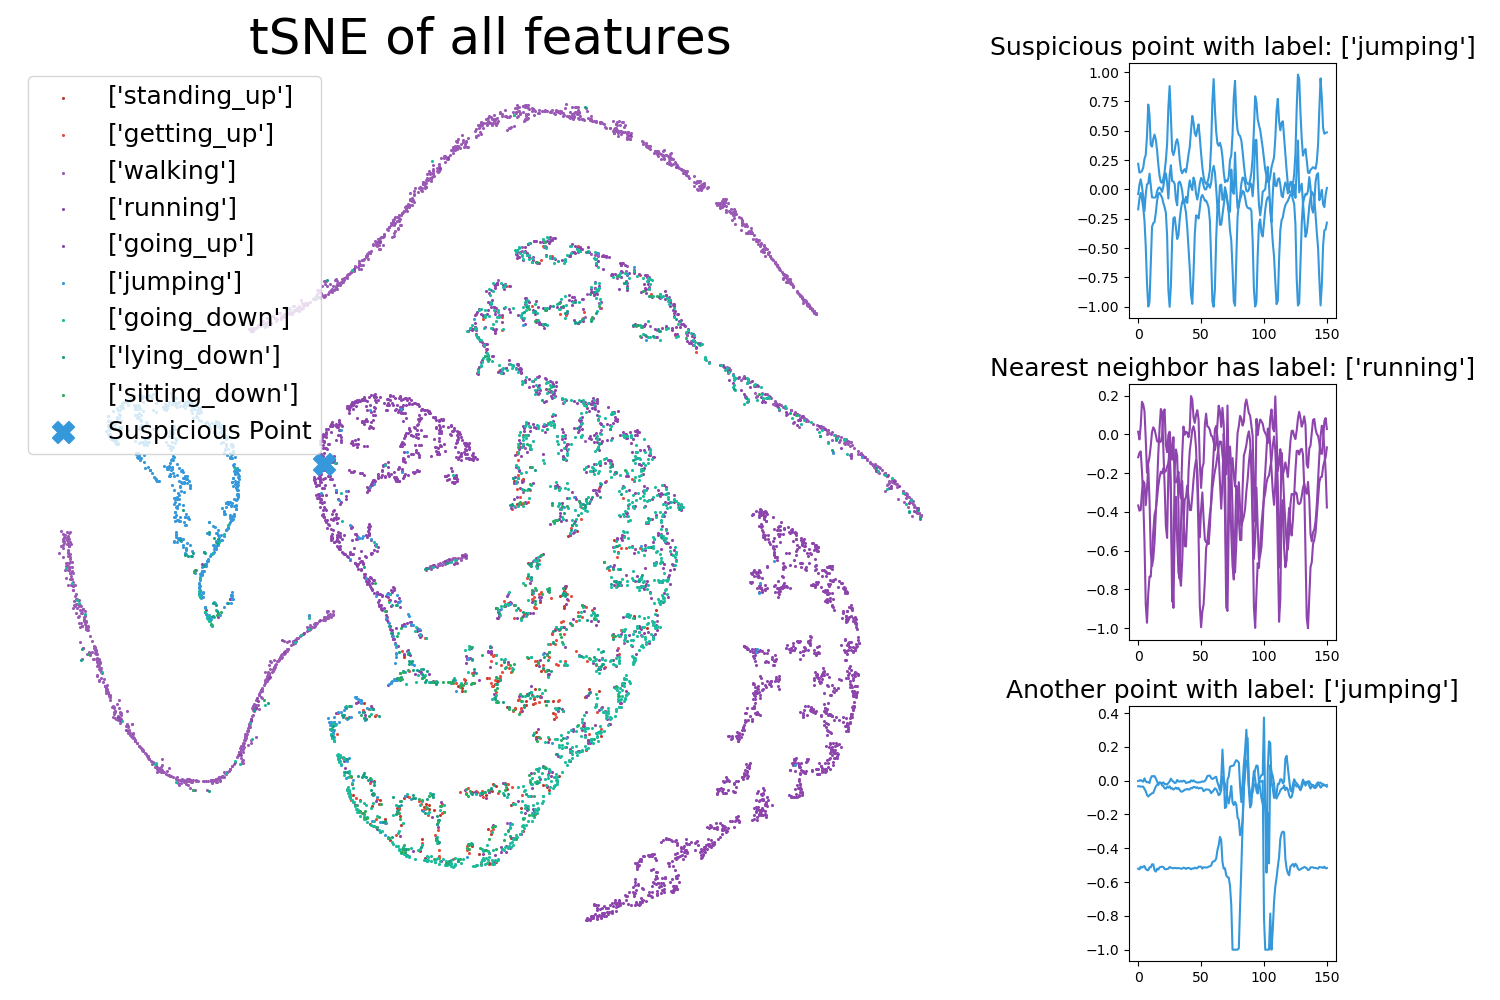 tSNE of all features
['standing_up']
['getting_up']
['walking']
['running']
['going_up']
['jumping']
['going_down']
['lying_down']
['sitting_down']
Suspicious Point
Suspicious point with label: ['jumping']
1.00
0.75
0.50
0.25
0.00
−0.25
−0.50
−0.75
−1.00
0 50 100 150
Nearest neighbor has label: ['running']
0.2
0.0
−0.2
−0.4
−0.6
−0.8
−1.0
0 50 100 150
Another point with label: ['jumping']
0.4
0.2
0.0
−0.2
−0.4
−0.6
−0.8
−1.0
0 50 100 150